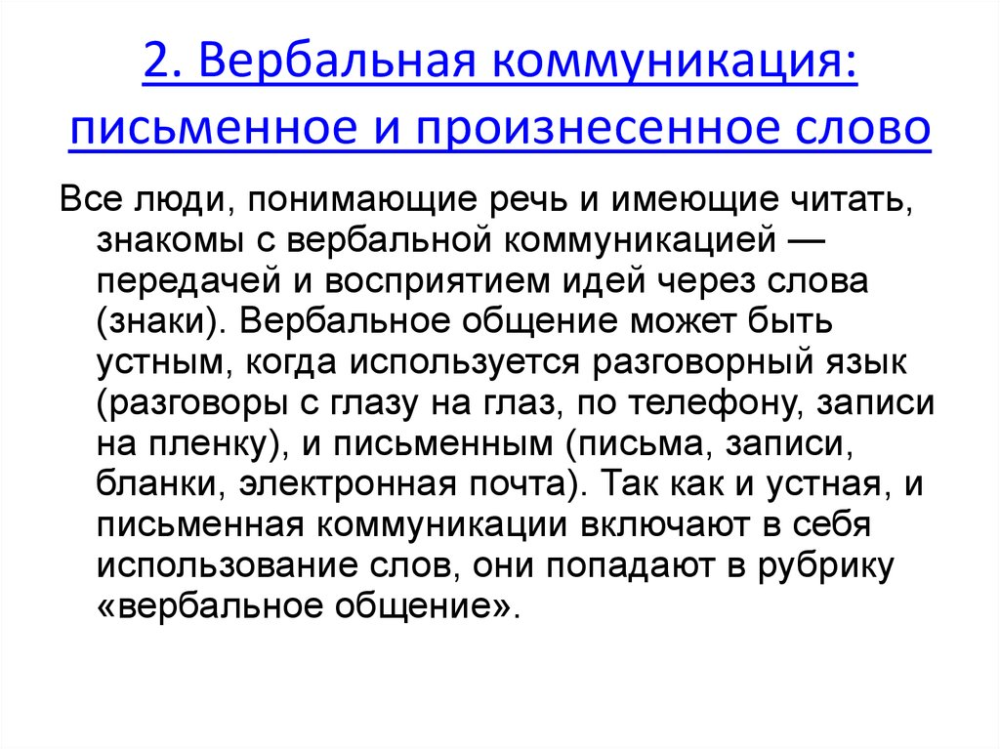 2. Вербальная коммуникация:
письменное и произнесенное слово
Все люди, понимающие речь и имеющие читать,
знакомы с вербальной коммуникацией —
передачей и восприятием идей через слова
(знаки). Вербальное общение может быть
устным, когда используется разговорный язык
(разговоры с глазу на глаз, по телефону, записи
на пленку), и письменным (письма, записи,
бланки, электронная почта). Так как и устная, и
письменная коммуникации включают в себя
использование слов, они попадают в рубрику
«вербальное общение».